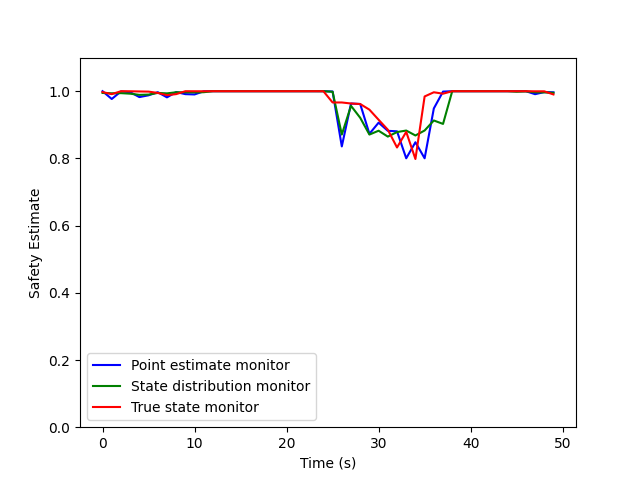 1.0
0.8
0.6
0.4
0.2
0.0
Safety Estimate
Point estimate monitor
State distribution monitor
True state monitor
0 10 20 30 40 50
Time (s)